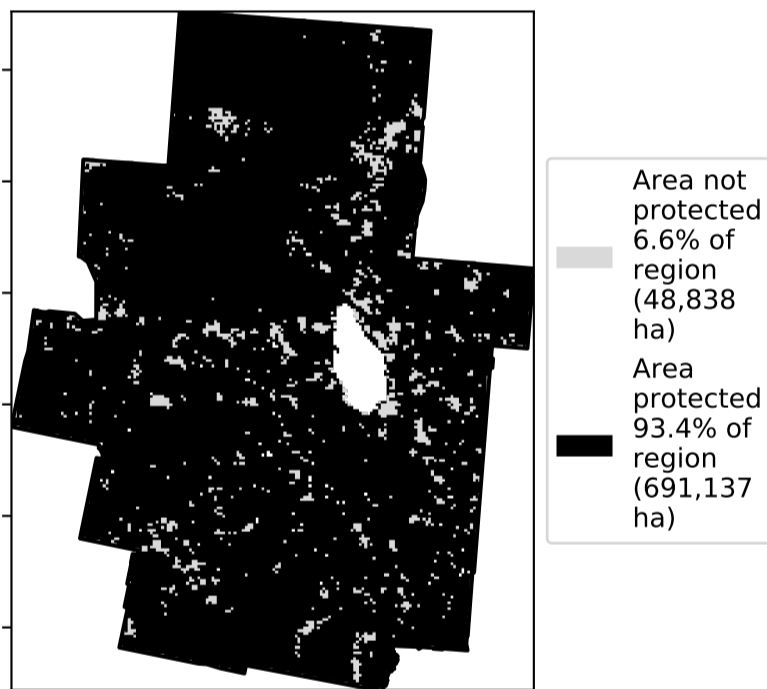 Area not
protected
6.6% of
region
(48,838
ha)
Area
protected
93.4% of
region
(691,137
ha)